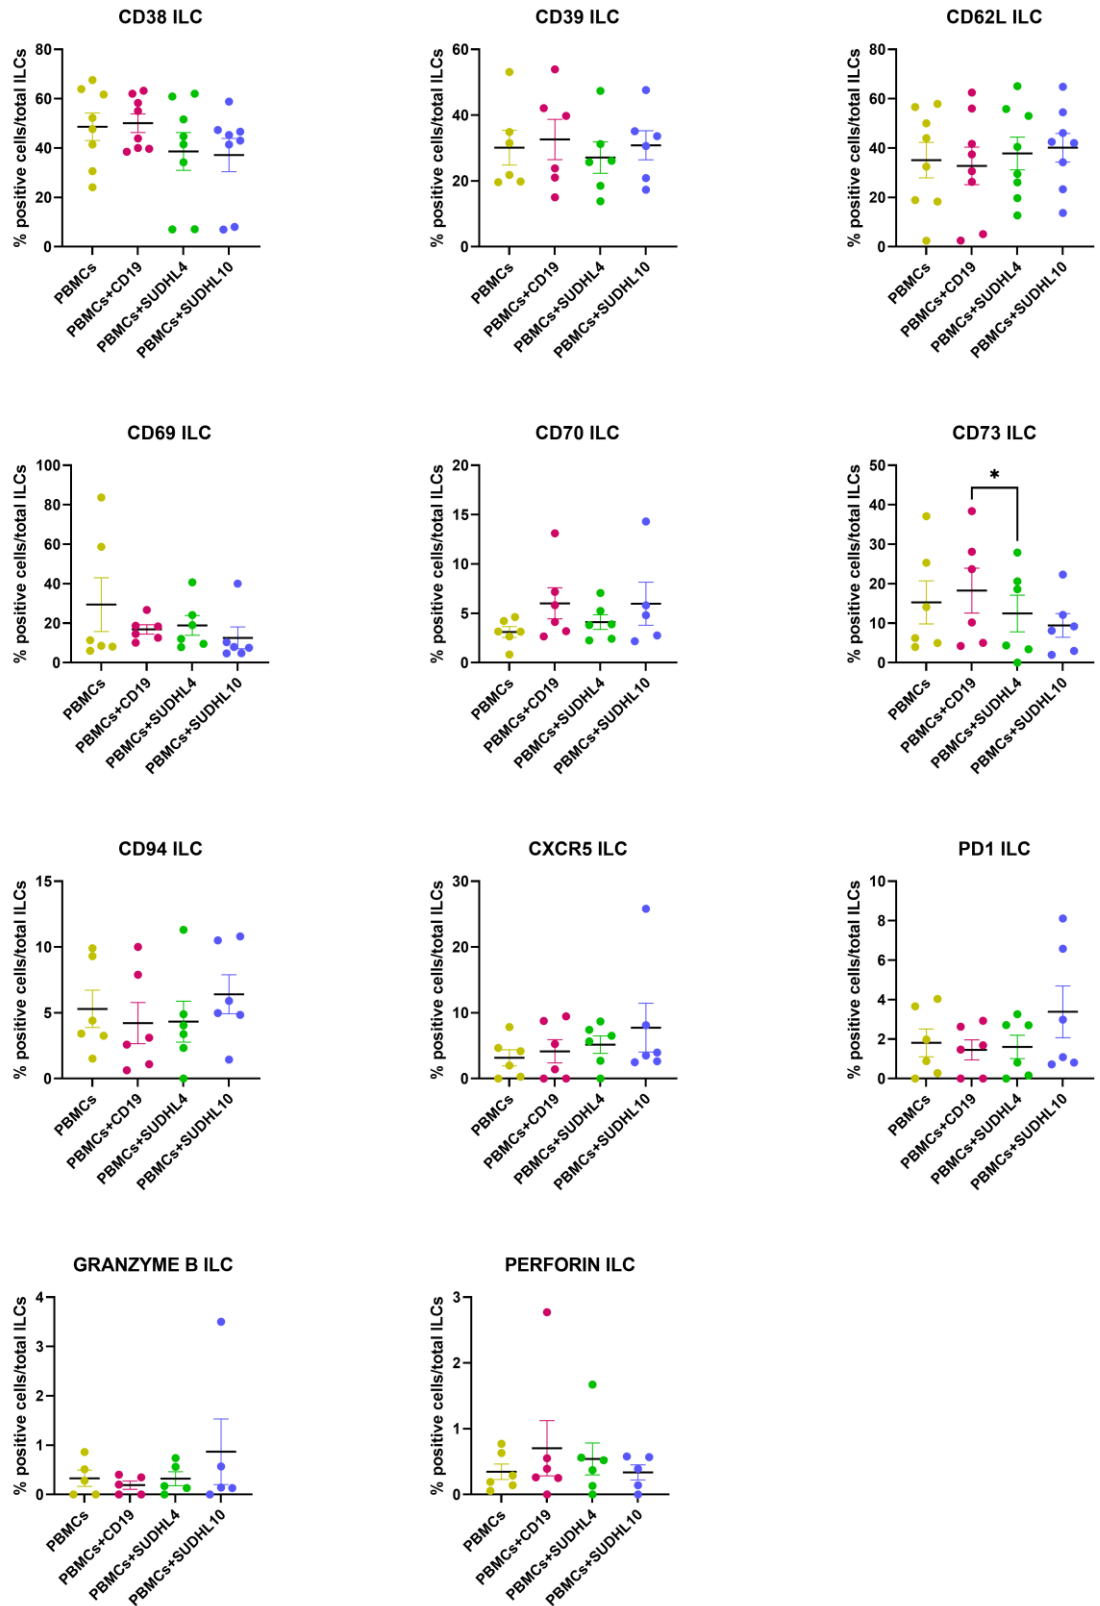 CD38 ILC
% positive cells/total ILCs
80
60
40
20
0
PBMCs
PBMCs+CD19
PBMCs+SUDHL4
PBMCs+SUDHL10
CD39 ILC
% positive cells/total ILCs
60
40
20
0
PBMCs
PBMCs+CD19
PBMCs+SUDHL4
PBMCs+SUDHL10
CD62L ILC
% positive cells/total ILCs
80
60
40
20
0
PBMCs
PBMCs+CD19
PBMCs+SUDHL4
PBMCs+SUDHL10
CD69 ILC
% positive cells/total ILCs
100
80
60
40
20
0
PBMCs
PBMCs+CD19
PBMCs+SUDHL4
PBMCs+SUDHL10
CD70 ILC
% positive cells/total ILCs
20
15
10
5
0
PBMCs
PBMCs+CD19
PBMCs+SUDHL4
PBMCs+SUDHL10
CD73 ILC
% positive cells/total ILCs
50
40
30
20
10
0
*
PBMCs
PBMCs+CD19
PBMCs+SUDHL4
PBMCs+SUDHL10
CD94 ILC
% positive cells/total ILCs
15
10
5
0
PBMCs
PBMCs+CD19
PBMCs+SUDHL4
PBMCs+SUDHL10
CXCR5 ILC
% positive cells/total ILCs
30
20
10
0
PBMCs
PBMCs+CD19
PBMCs+SUDHL4
PBMCs+SUDHL10
PD1 ILC
% positive cells/total ILCs
10
8
6
4
2
0
PBMCs
PBMCs+CD19
PBMCs+SUDHL4
PBMCs+SUDHL10
GRANZYME B ILC
% positive cells/total ILCs
4
3
2
1
0
PBMCs
PBMCs+CD19
PBMCs+SUDHL4
PBMCs+SUDHL10
PERFORIN ILC
% positive cells/total ILCs
3
2
1
0
PBMCs
PBMCs+CD19
PBMCs+SUDHL4
PBMCs+SUDHL10